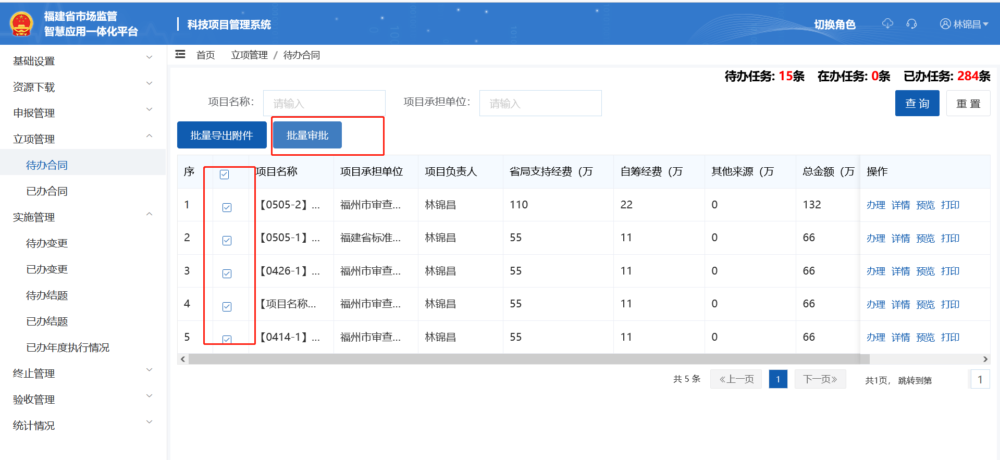 福建省市场监管
智慧应用一体化平台
科技项目管理系统
切换角色
林锦昌
基础设置
资源下载
申报管理
立项管理
待办合同
已办合同
实施管理
待办变更
已办变更
待办结题
已办结题
已办年度执行情况
终止管理
验收管理
统计情况
首页 立项管理 / 待办合同
待办任务: 15条 在办任务: 0条 已办任务: 284条
项目名称: 请输入 项目承担单位: 请输入 查 询 重 置
批量导出附件 批量审批
序 项目名称 项目承担单位 项目负责人 省局支持经费（万 自筹经费（万 其他来源（万 总金额（万 操作
1 【0505-2】... 福州市审查... 林锦昌 110 22 0 132 办理 详情 预览 打印
2 【0505-1】... 福建省标准... 林锦昌 55 11 0 66 办理 详情 预览 打印
3 【0426-1】... 福州市审查... 林锦昌 55 11 0 66 办理 详情 预览 打印
4 【项目名称... 福州市审查... 林锦昌 55 11 0 66 办理 详情 预览 打印
5 【0414-1】... 福州市审查... 林锦昌 55 11 0 66 办理 详情 预览 打印
共 5 条 «上一页 1 下一页» 共1页， 跳转到第 1